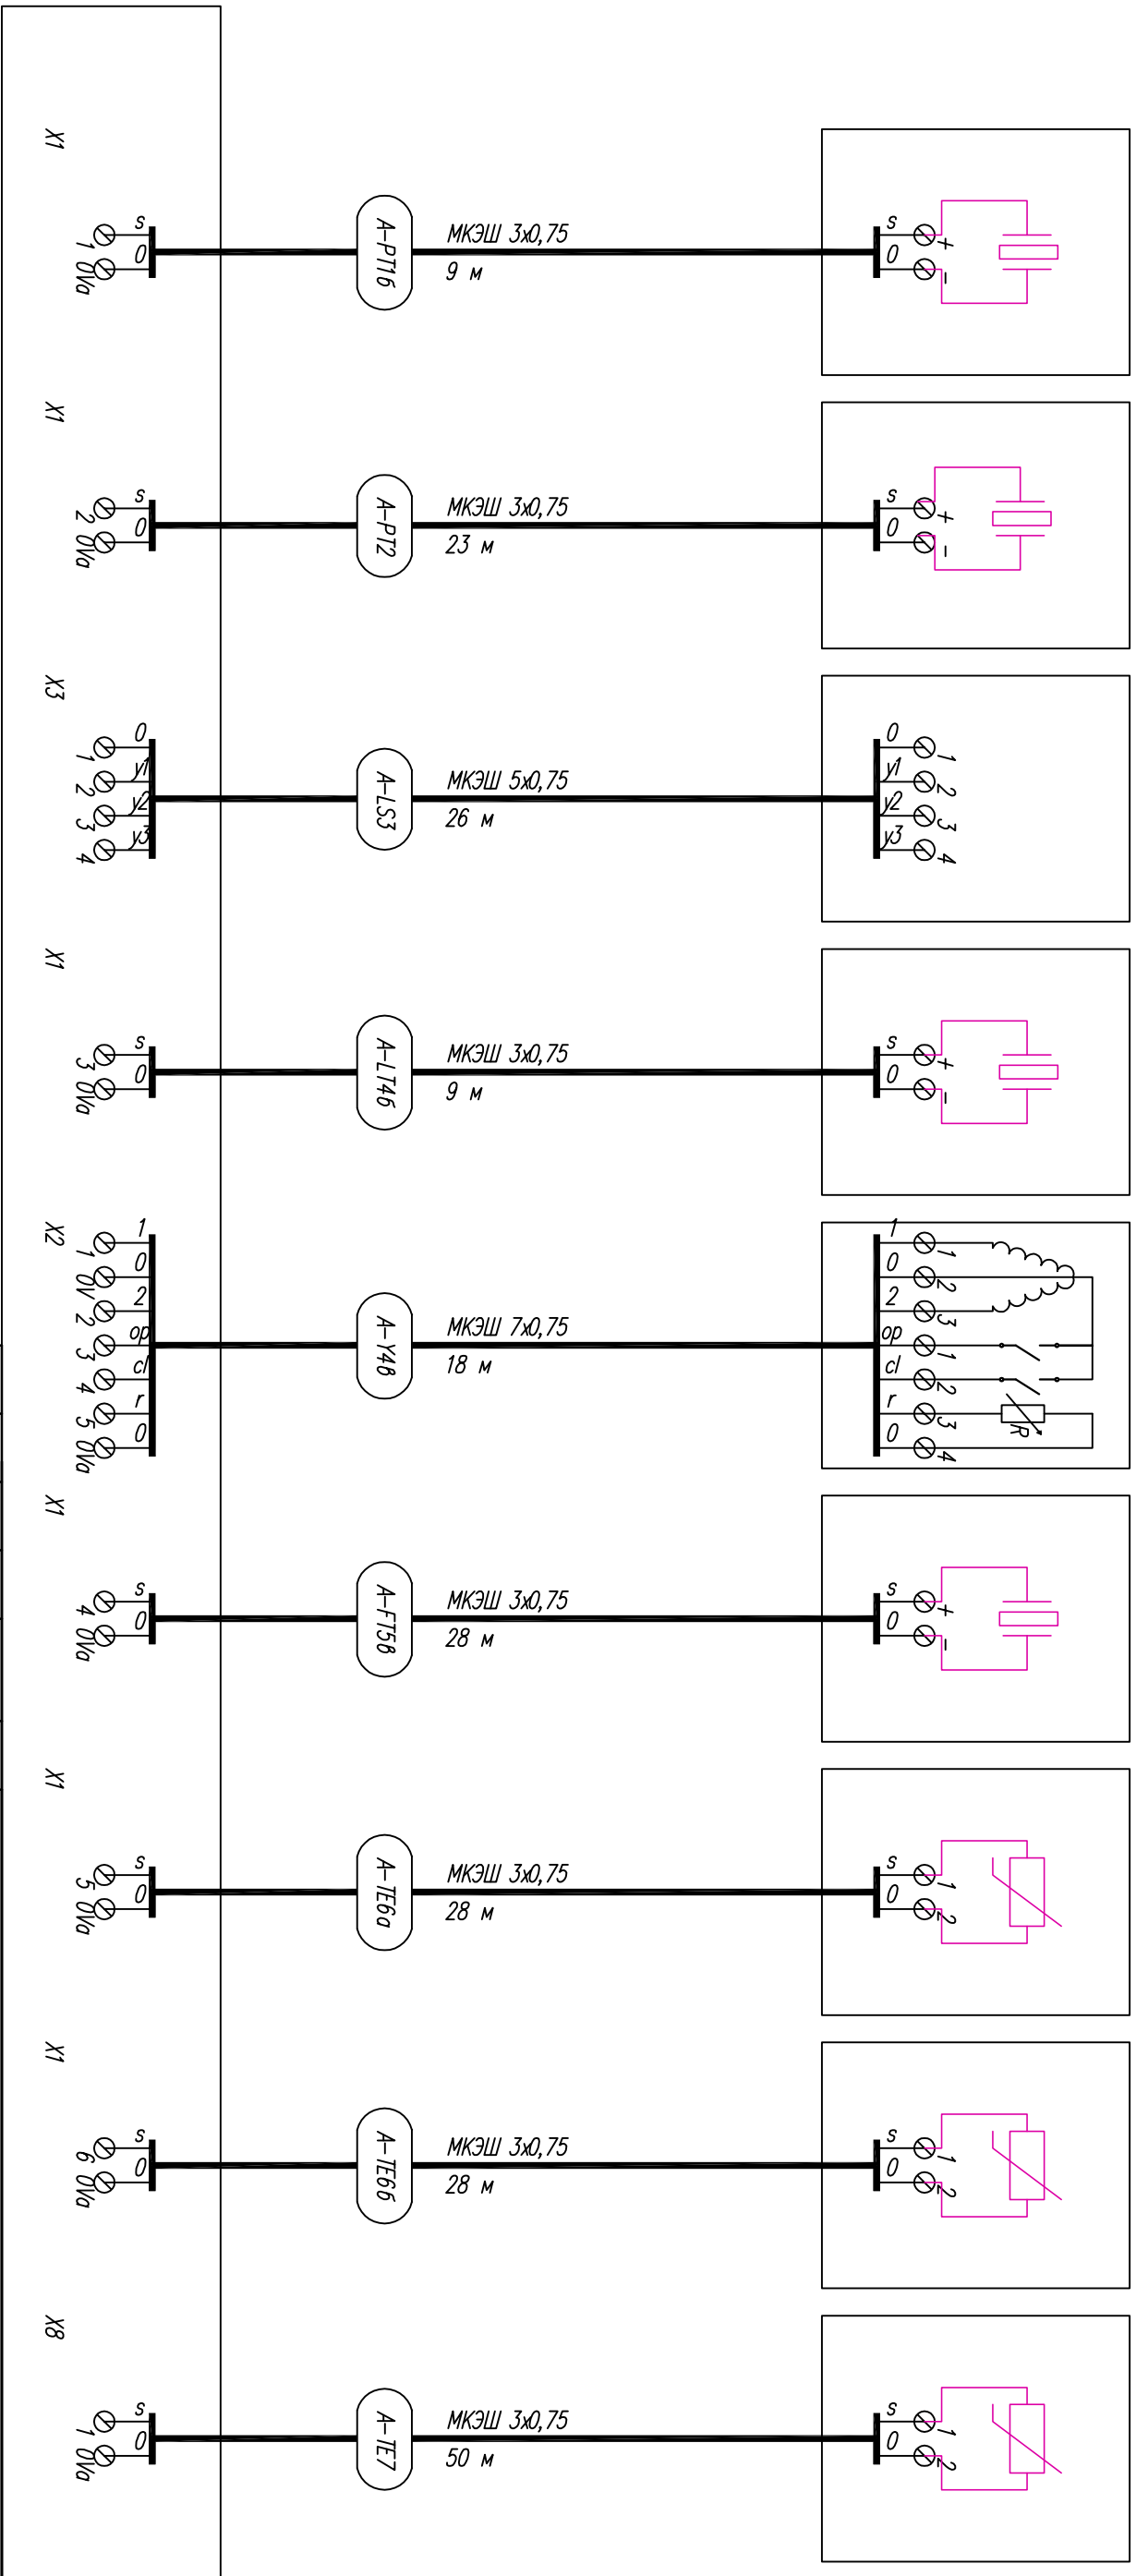 X1
s 0
1 0Va
А-PT1б
МКЭШ 3х0,75
9 м
s 0
+ -
X1
s 0
2 0Va
А-PT2
МКЭШ 3х0,75
23 м
s 0
+ -
X3
0 y1 y2 y3
1 2 3 4
А-LS3
МКЭШ 5х0,75
26 м
0 y1 y2 y3
1 2 3 4
X1
s 0
3 0Va
А-LT4б
МКЭШ 3х0,75
9 м
s 0
+ -
X2
1 0 2 op cl r 0
1 0V 2 3 4 5 0Va
А-Y4в
МКЭШ 7х0,75
18 м
1 0 2 op cl r 0
1 2 3 1 2 3 4
R
X1
s 0
4 0Va
А-FT5в
МКЭШ 3х0,75
28 м
s 0
+ -
X1
s 0
5 0Va
А-TE6а
МКЭШ 3х0,75
28 м
s 0
1 2
X1
s 0
6 0Va
А-TE6б
МКЭШ 3х0,75
28 м
s 0
1 2
X8
s 0
1 0Va
А-TE7
МКЭШ 3х0,75
50 м
s 0
1 2